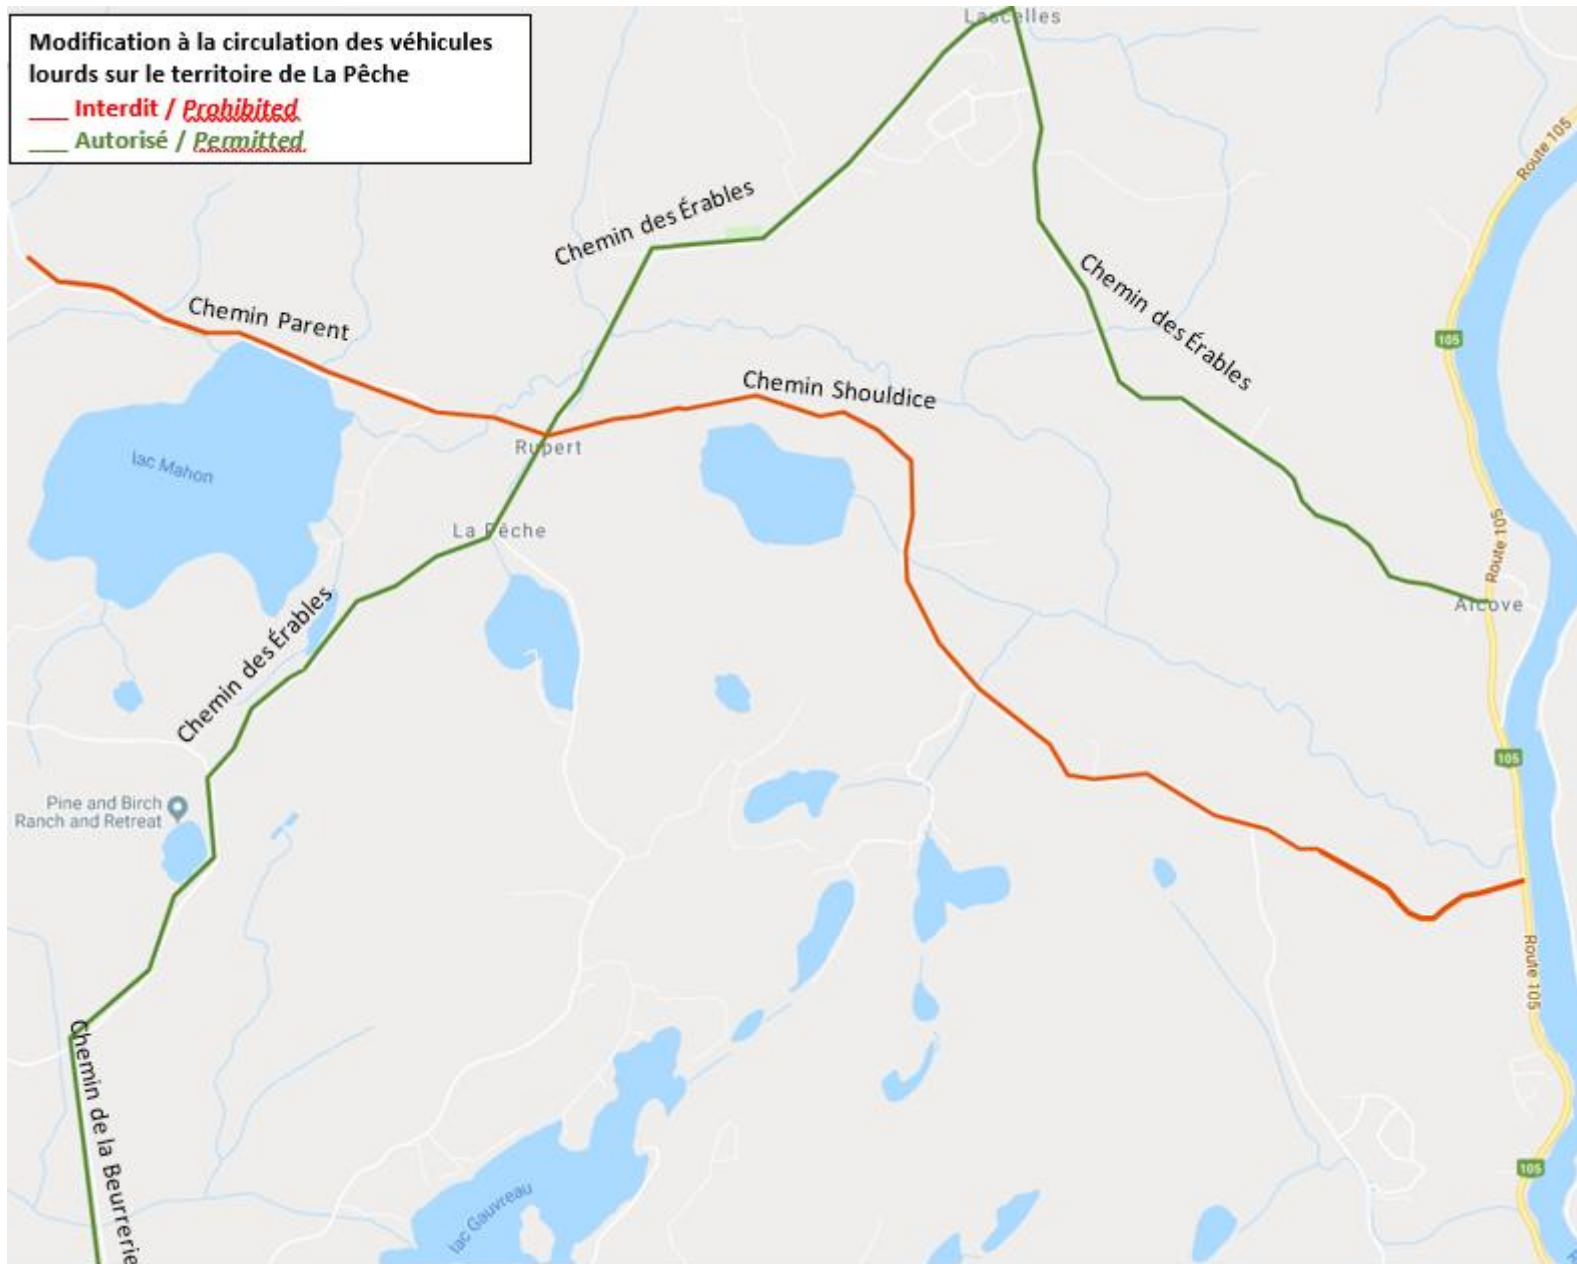 Modification à la circulation des véhicules
lourds sur le territoire de La Pêche
___ Interdit / Prohibited
___ Autorisé / Permitted
Lascelles
Route 105
Chemin des Érables
Chemin des Érables
Chemin Parent
105
Chemin Shouldice
Rupert
lac Mahon
La Pêche
Route 105
Alcove
Chemin des Érables
105
Pine and Birch
Ranch and Retreat
Route 105
Chemin de la Beurrerie
105
lac Gauvreau